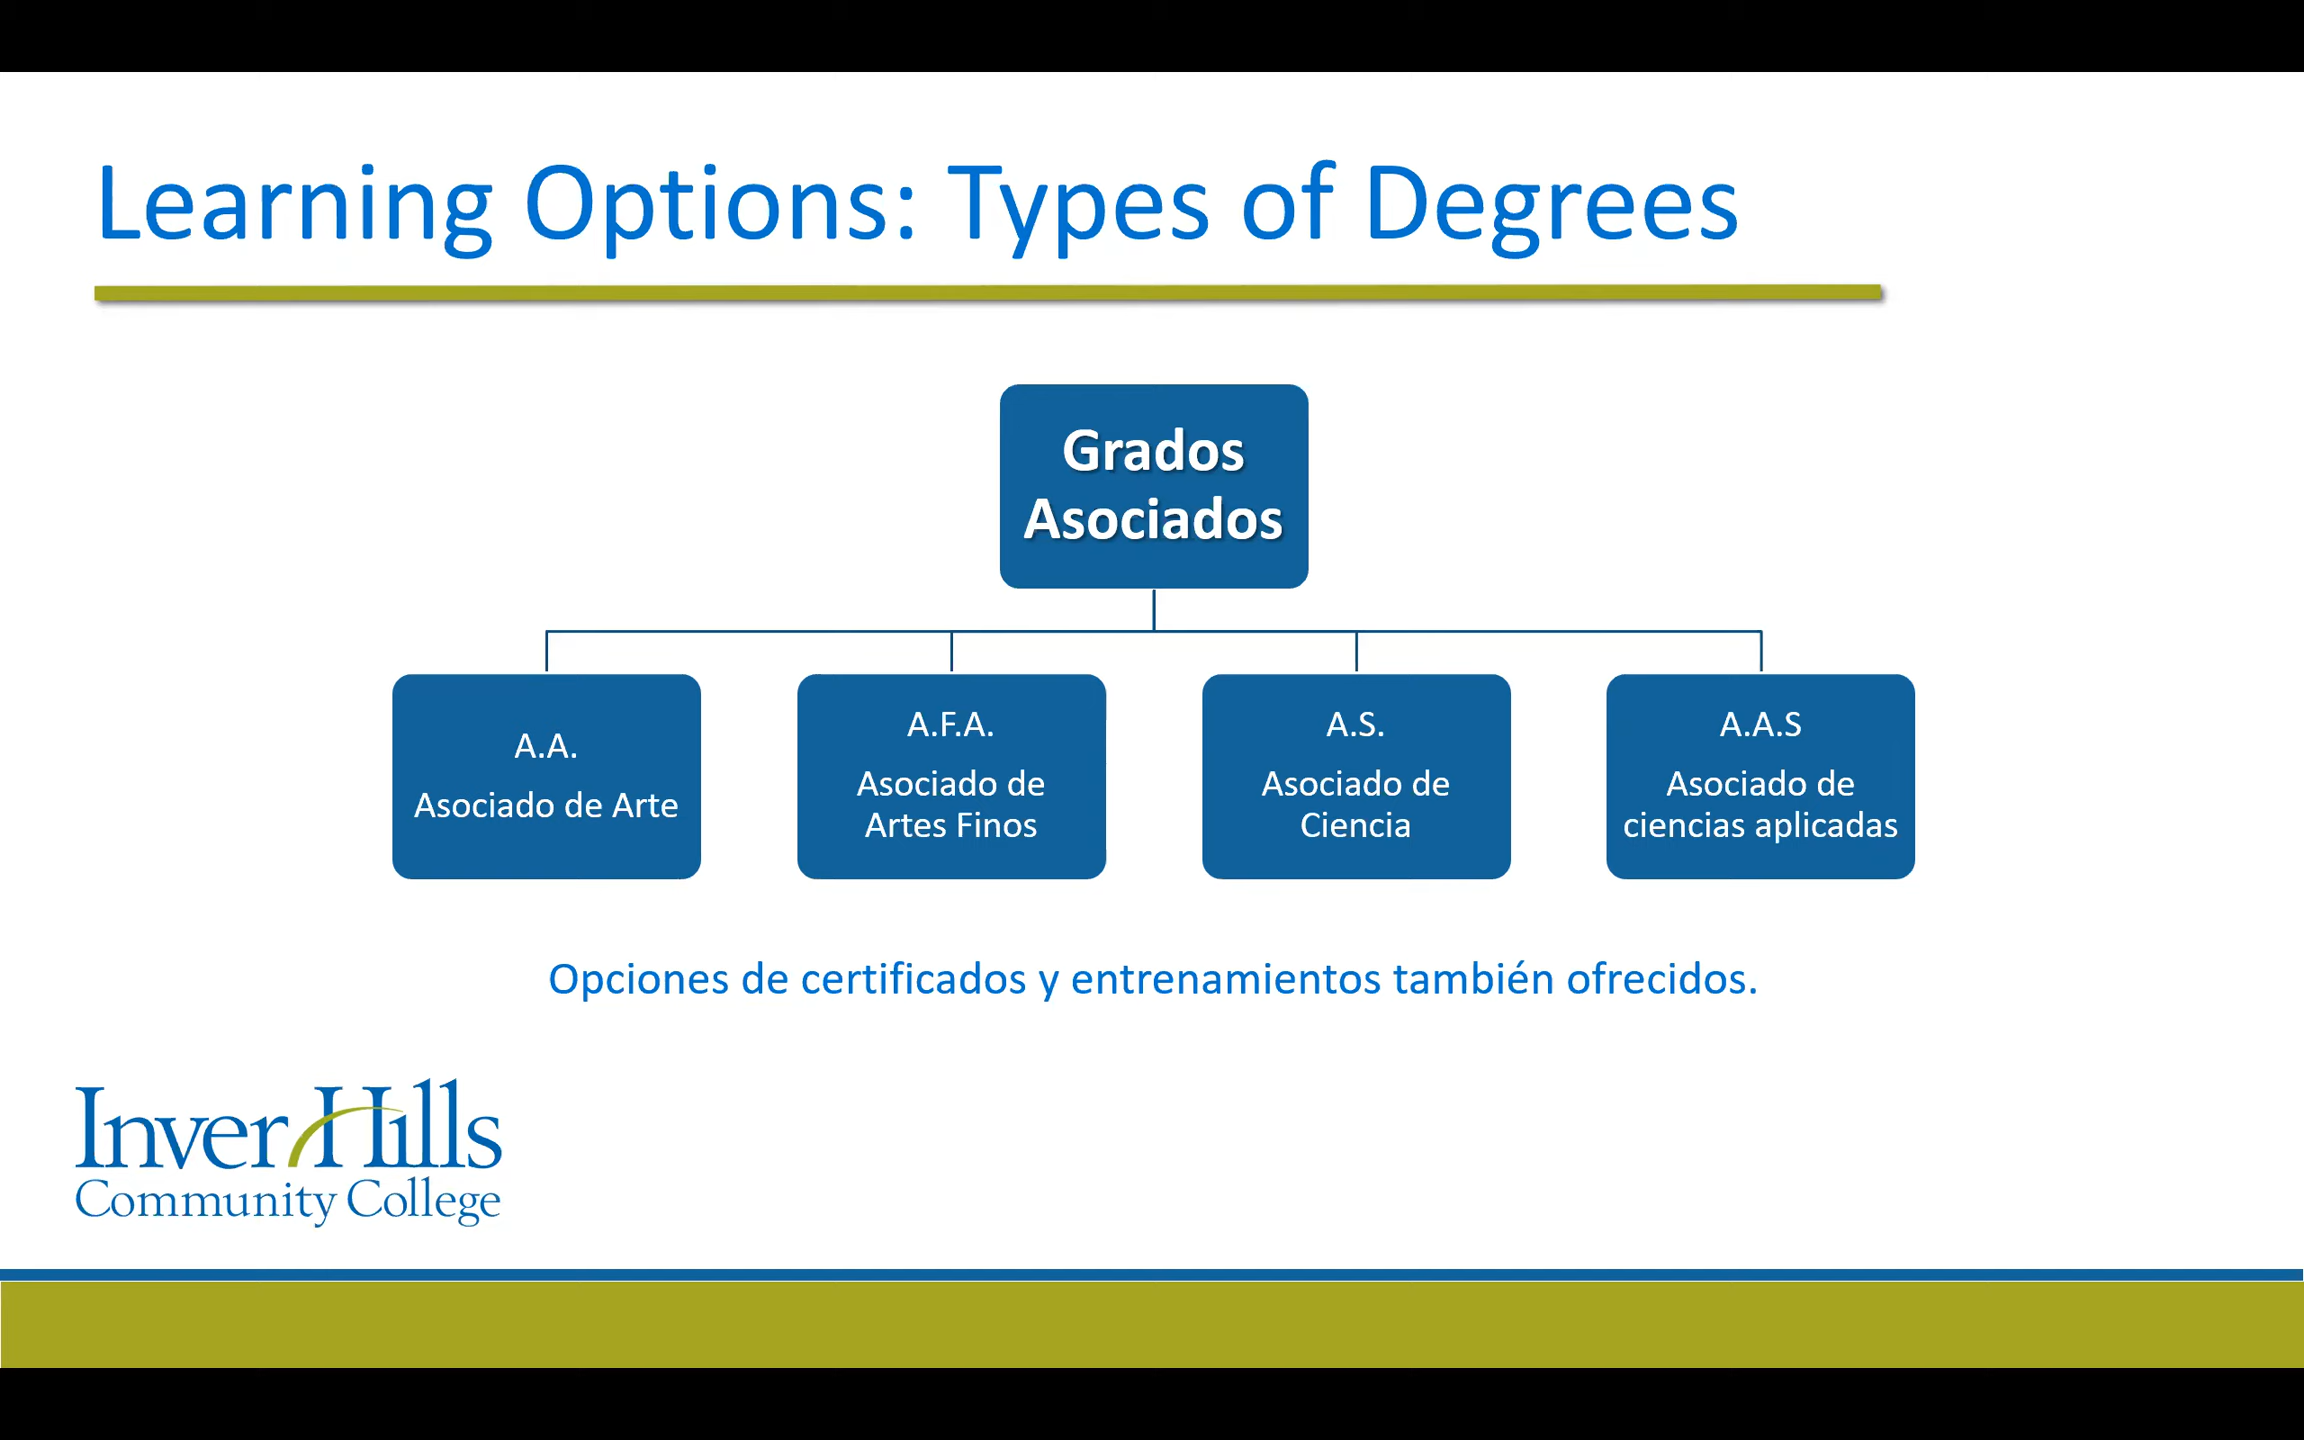 Learning Options: Types of Degrees
Grados
Asociados
A.A.
Asociado de Arte
A.F.A.
Asociado de
Artes Finos
A.S.
Asociado de
Ciencia
A.A.S
Asociado de
ciencias aplicadas
Opciones de certificados y entrenamientos también ofrecidos.
Inver Hills
Community College